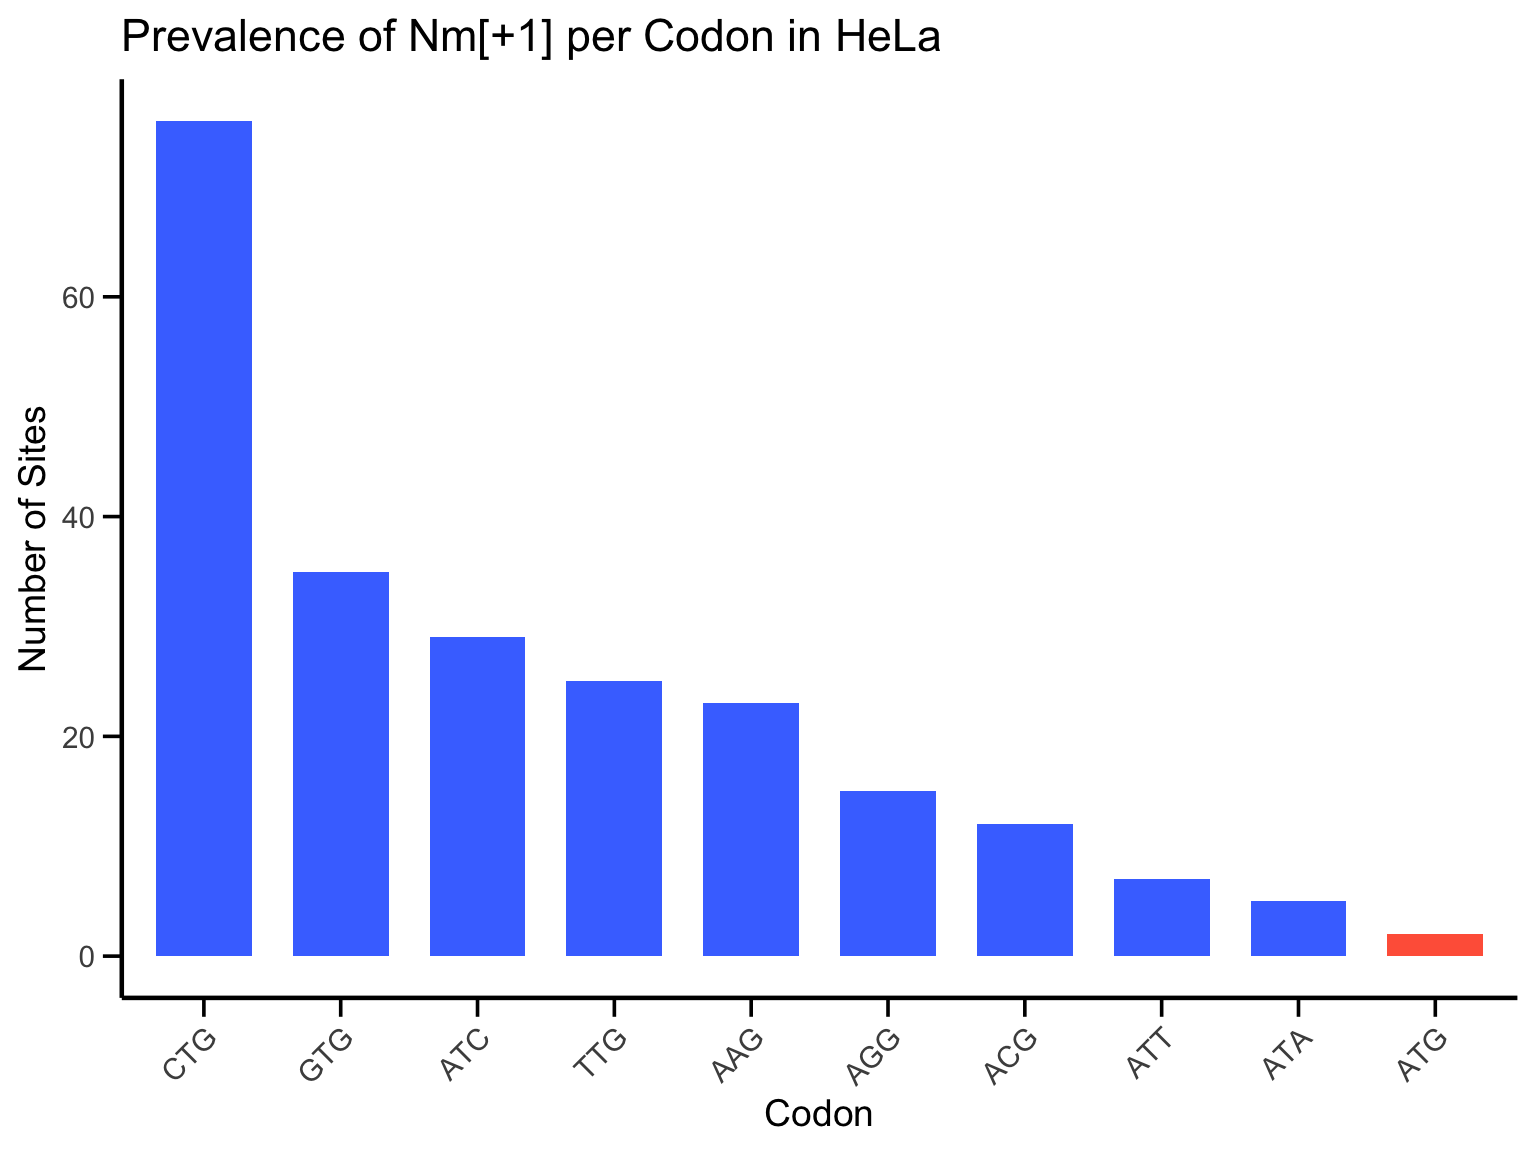 Prevalence of Nm[+1] per Codon in HeLa
Number of Sites
60
40
20
0
CTG
GTG
ATC
TTG
AAG
AGG
ACG
ATT
ATA
ATG
Codon